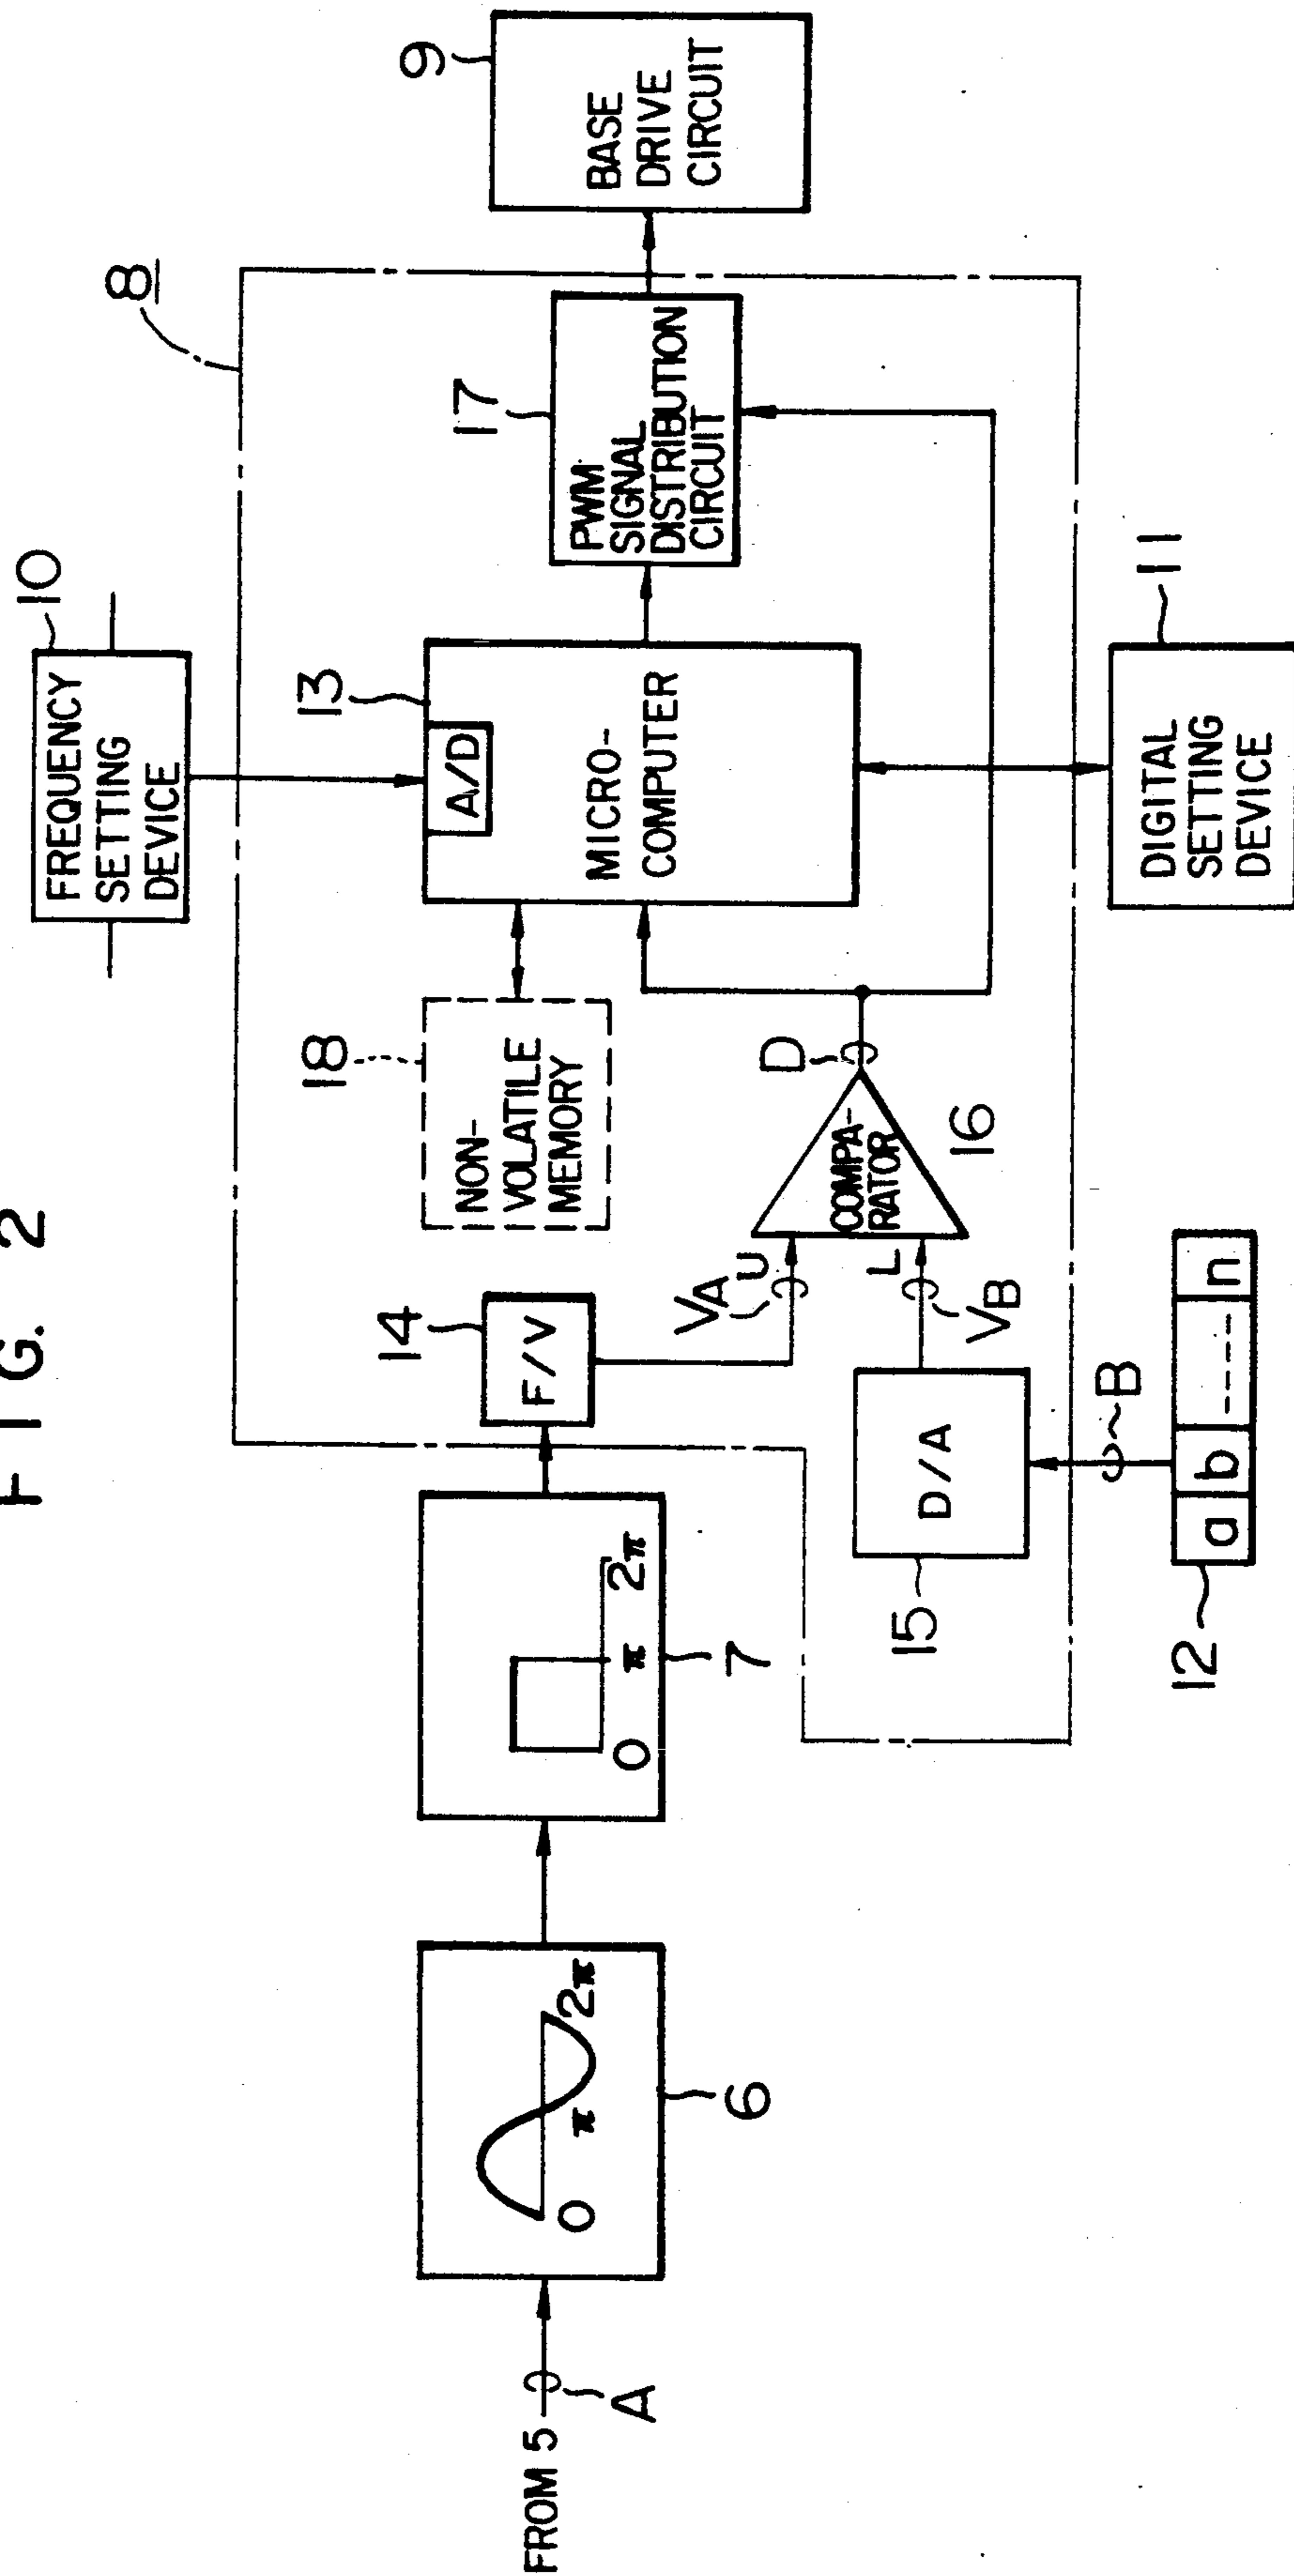 FIG. 2
10
FREQUENCY
SETTING
DEVICE
8
9
BASE
DRIVE
CIRCUIT
13
A/D
MICRO-
COMPUTER
17
PWM
SIGNAL
DISTRIBUTION
CIRCUIT
18
NON-
VOLATILE
MEMORY
14
F/V
VA
U
L
VB
COMPA-
RATOR
16
D
FROM 5
A
0
π
2π
6
0
π
2π
7
D/A
15
B
12
a b ---- n
DIGITAL
SETTING
DEVICE
11